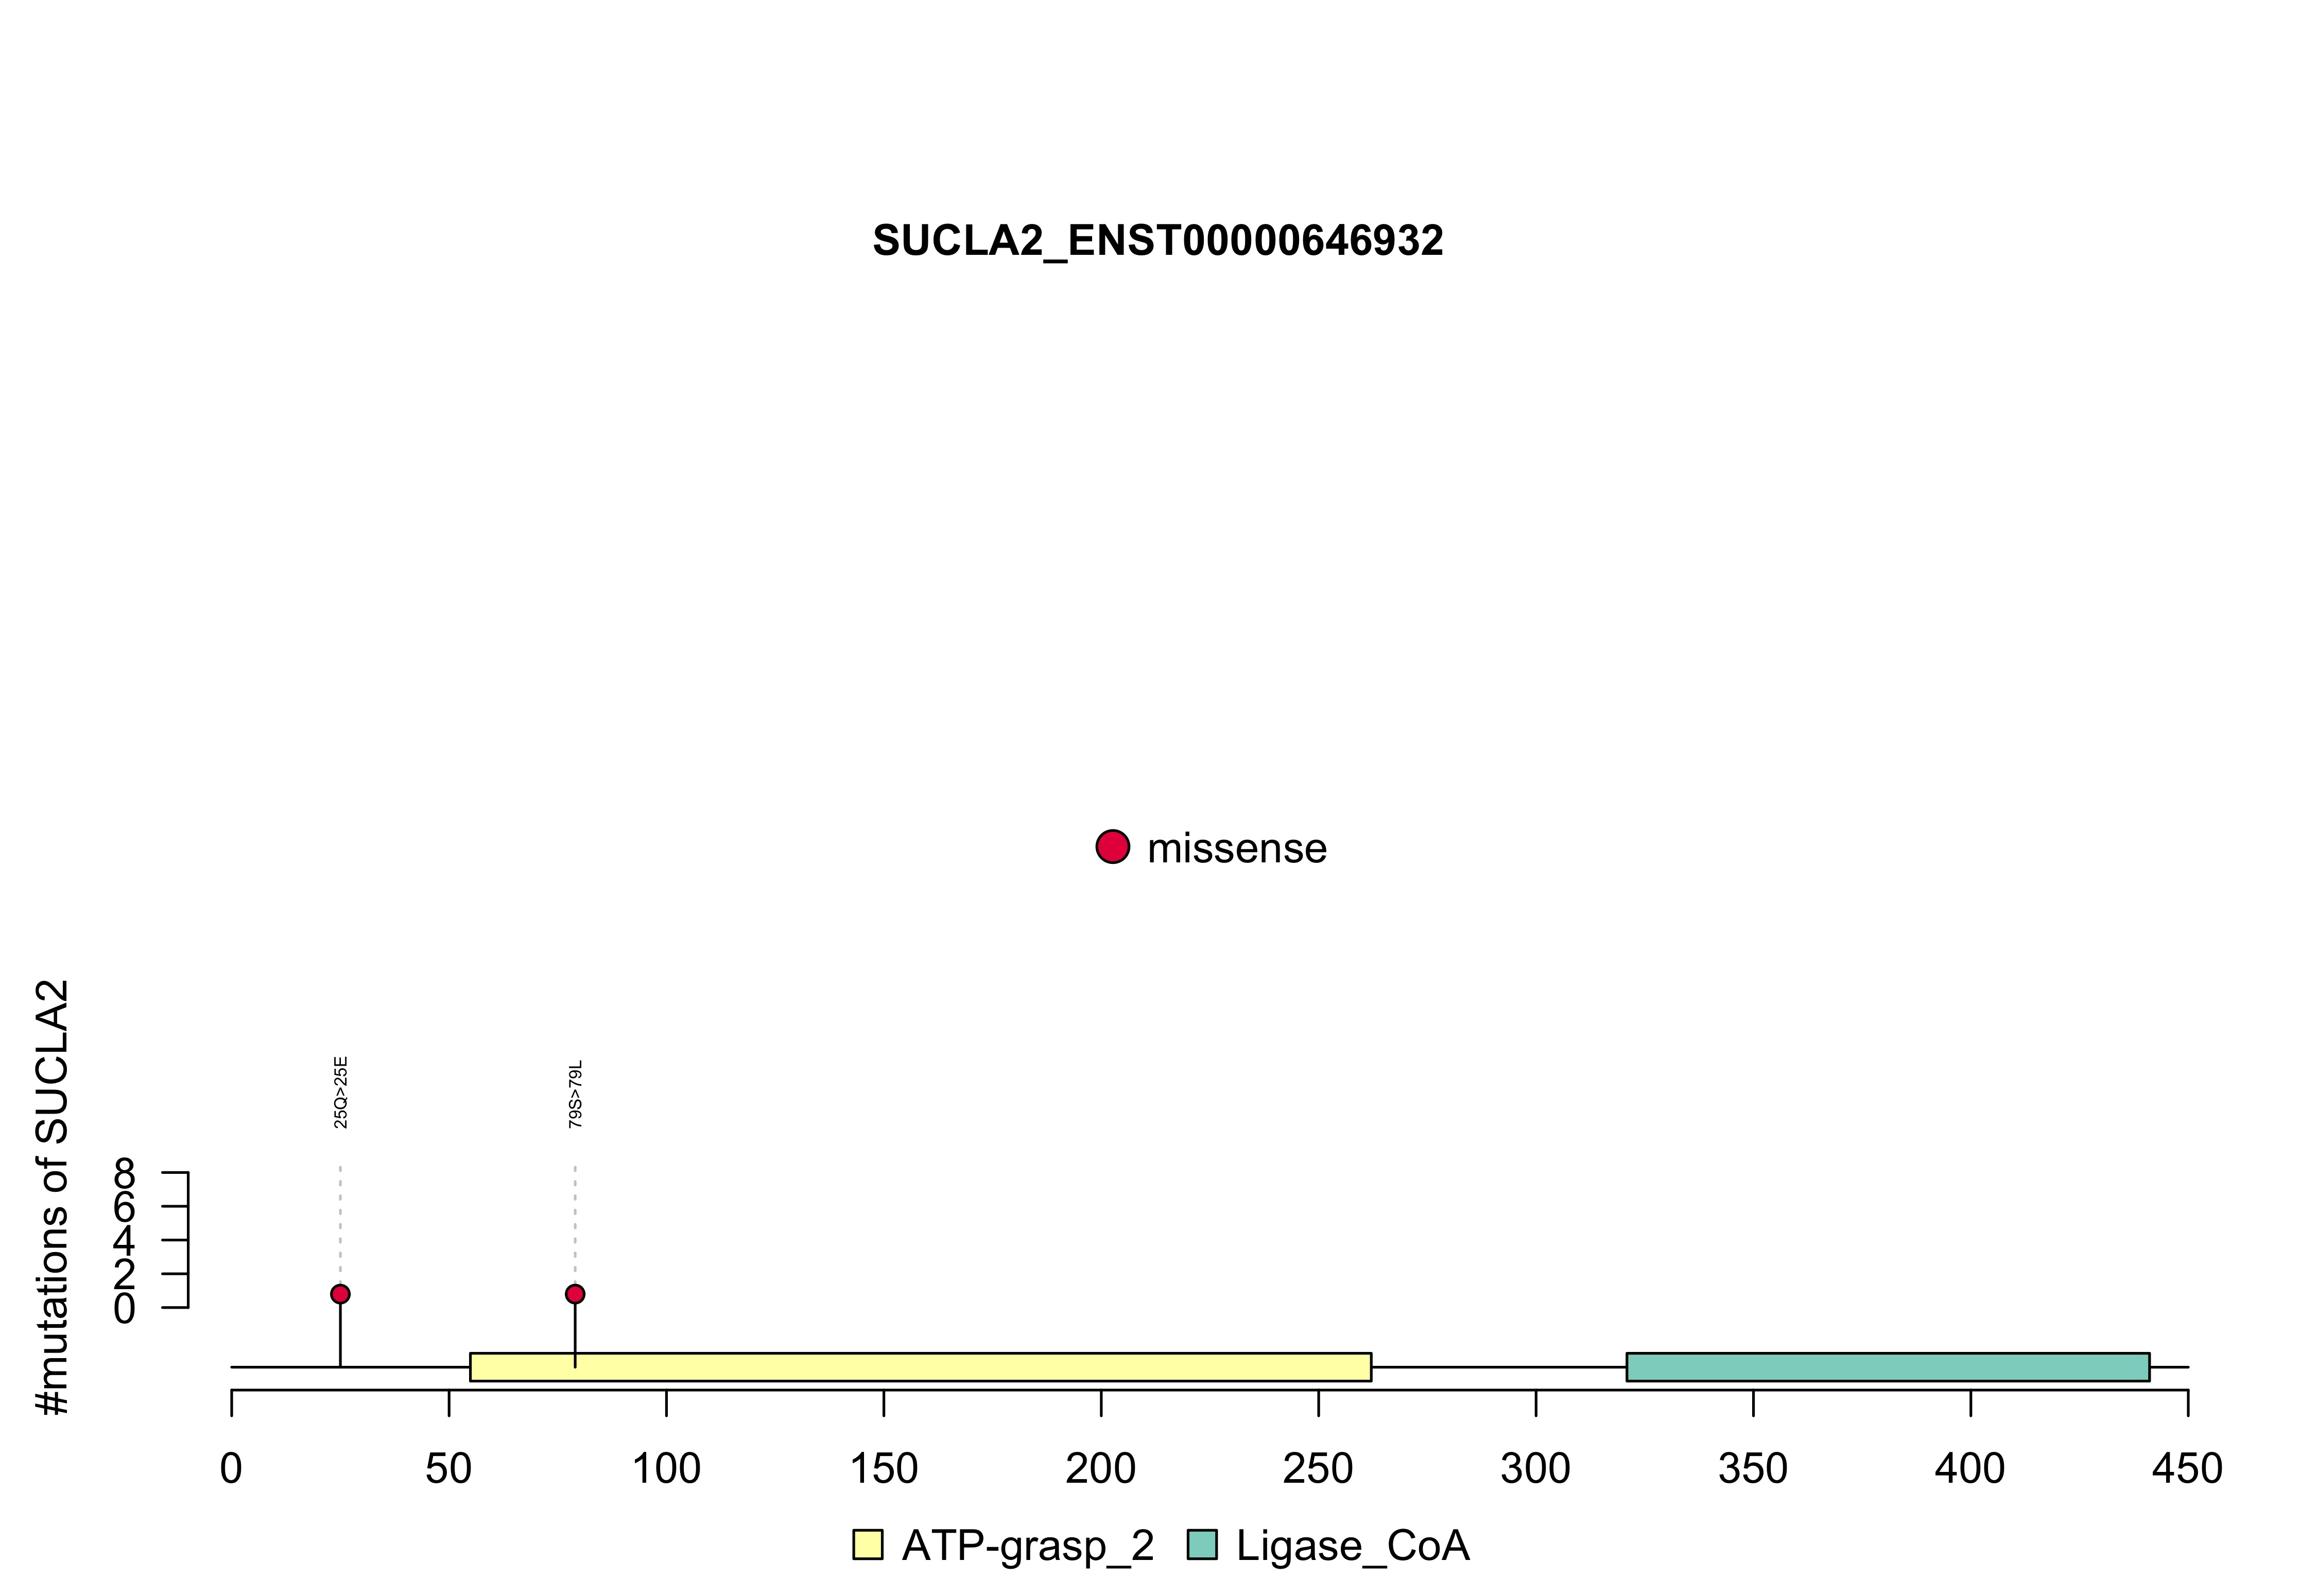 SUCLA2_ENST00000646932
missense
#mutations of SUCLA2
25Q>25E
79S>79L
8
6
4
2
0
0 50 100 150 200 250 300 350 400 450
ATP-grasp_2 Ligase_CoA